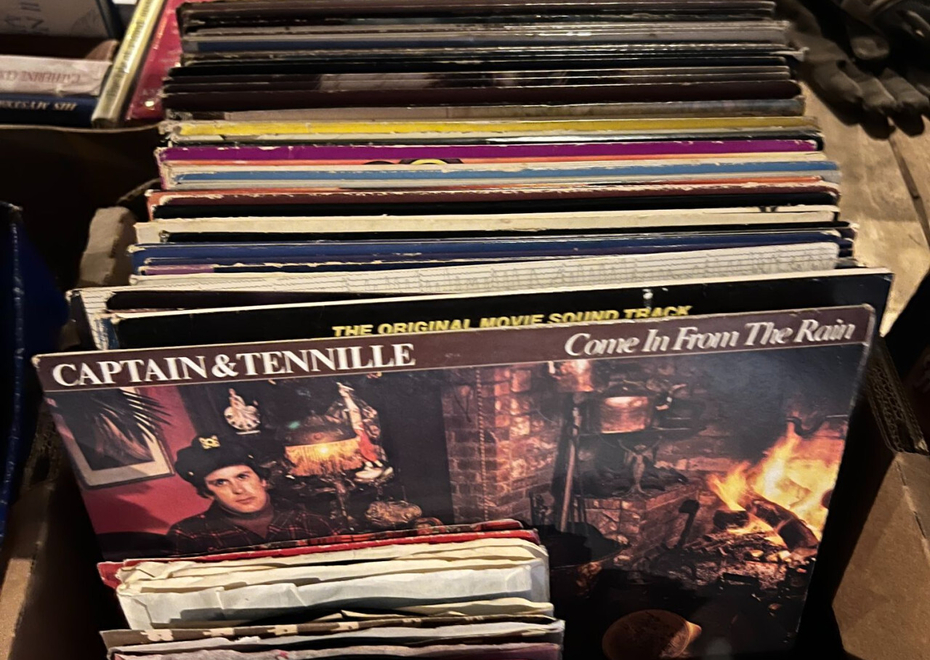 THE ORIGINAL MOVIE SOUND TRACK
CAPTAIN & TENNILLE
Come In From The Rain